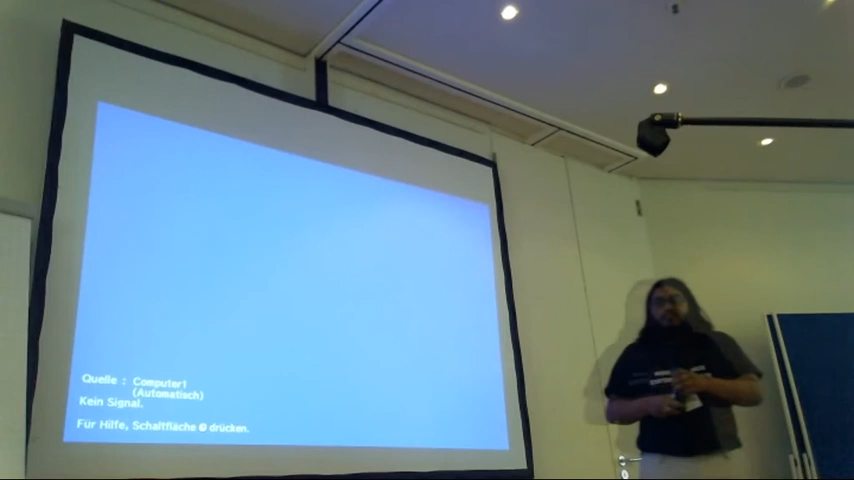 Quelle : Computer1
(Automatisch)
Kein Signal.
Für Hilfe, Schaltfläche ? drücken.